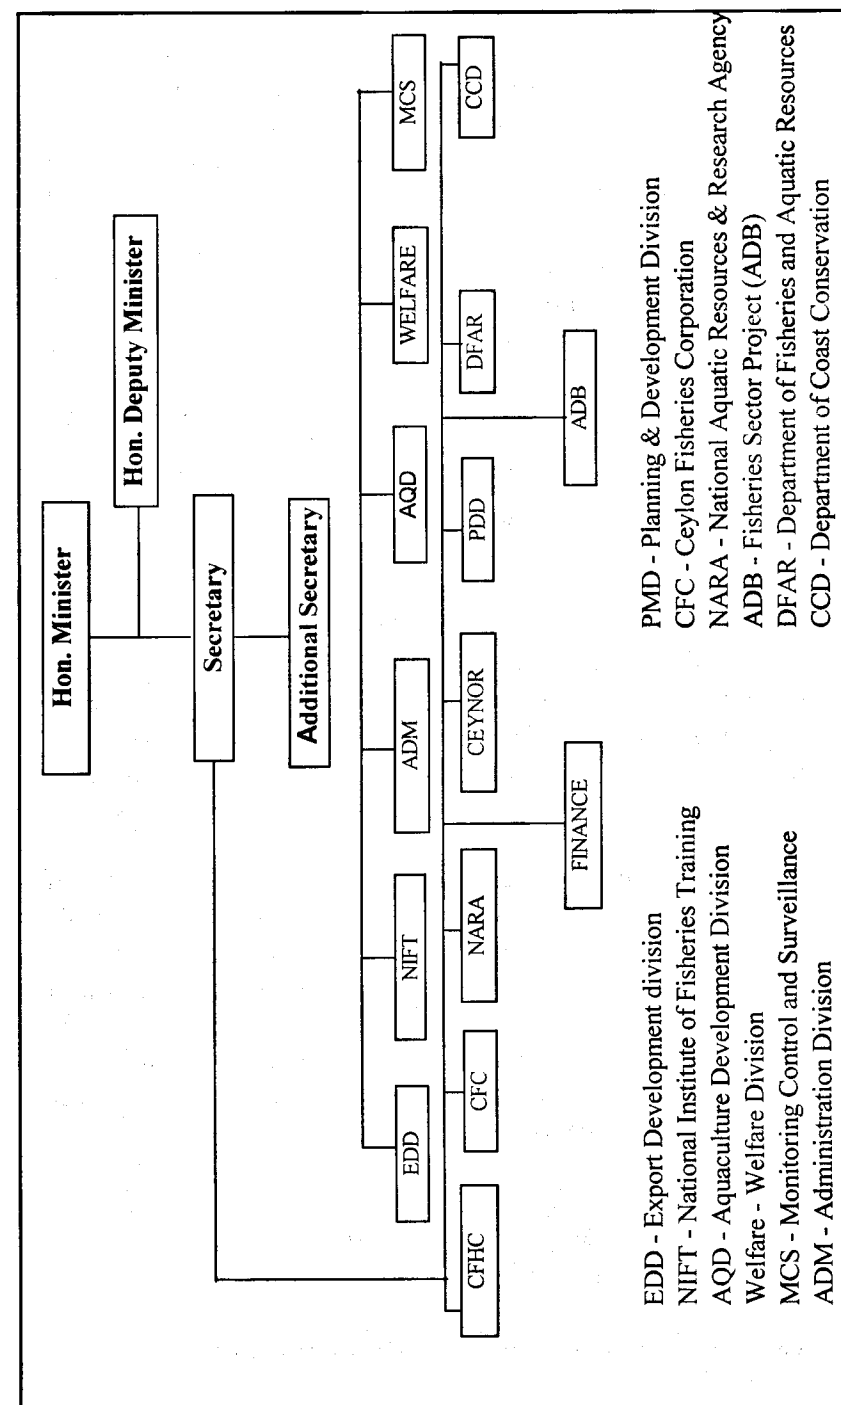 Hon. Minister
Hon. Deputy Minister
Secretary
Additional Secretary
EDD
NIFT
ADM
AQD
WELFARE
MCS
CFHC
CFC
NARA
CEYNOR
PDD
DFAR
CCD
FINANCE
ADB
EDD - Export Development division
NIFT - National Institute of Fisheries Training
AQD - Aquaculture Development Division
Welfare - Welfare Division
MCS - Monitoring Control and Surveillance
ADM - Administration Division
PMD - Planning & Development Division
CFC - Ceylon Fisheries Corporation
NARA - National Aquatic Resources & Research Agency
ADB - Fisheries Sector Project (ADB)
DFAR - Department of Fisheries and Aquatic Resources
CCD - Department of Coast Conservation